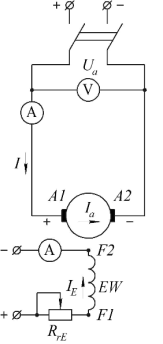 + −
U a
V
A
I
A1 A2
I a
+ −
− A F2
I E EW
+ F1
R rE